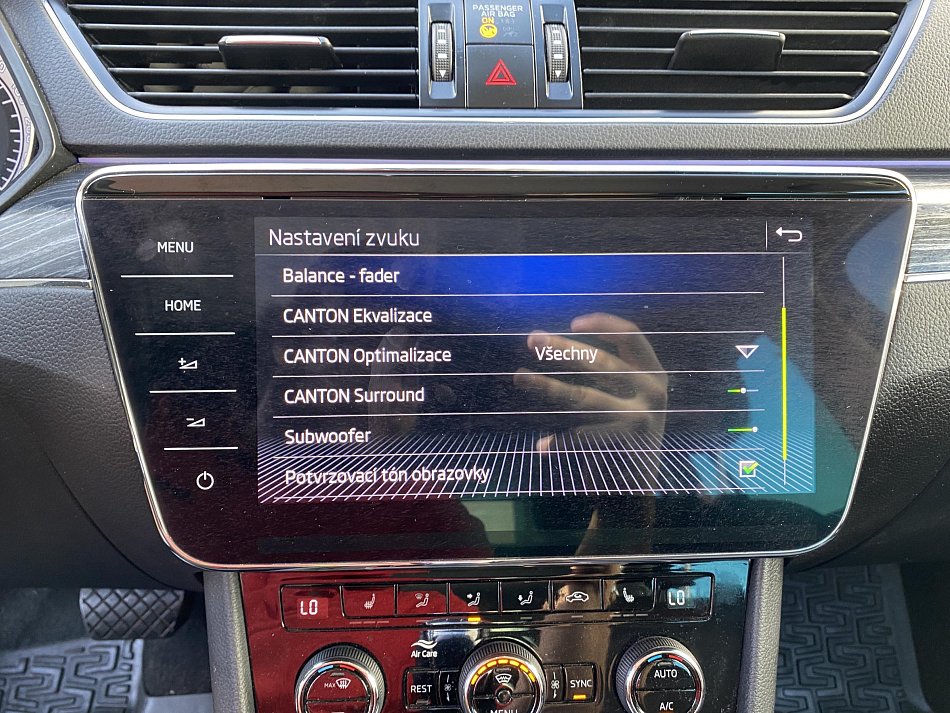 PASSENGER
AIR BAG
ON
Nastavení zvuku
MENU
Balance - fader
HOME
CANTON Ekvalizace
CANTON Optimalizace Všechny
CANTON Surround
Subwoofer
Potvrzovací tón obrazovky
LO
LO
Air Care
MAX
REST
SYNC
AUTO
MENU
A/C